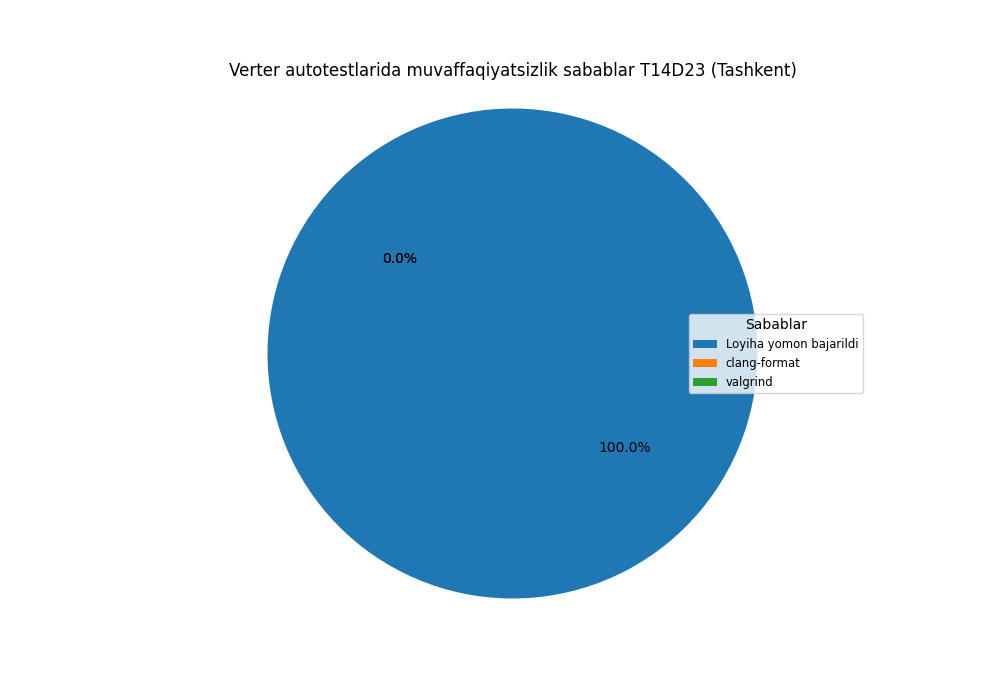 Verter autotestlarida muvaffaqiyatsizlik sabablar T14D23 (Tashkent)
0.0%
Sabablar
Loyiha yomon bajarildi
clang-format
valgrind
100.0%